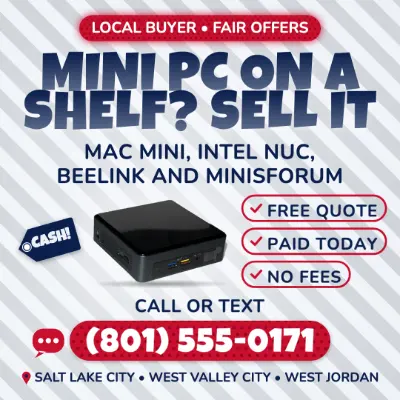 LOCAL BUYER • FAIR OFFERS
MINI PC ON A
SHELF? SELL IT
MAC MINI, INTEL NUC,
BEELINK AND MINISFORUM
CASH!
FREE QUOTE
PAID TODAY
NO FEES
CALL OR TEXT
(801) 555-0171
SALT LAKE CITY • WEST VALLEY CITY • WEST JORDAN